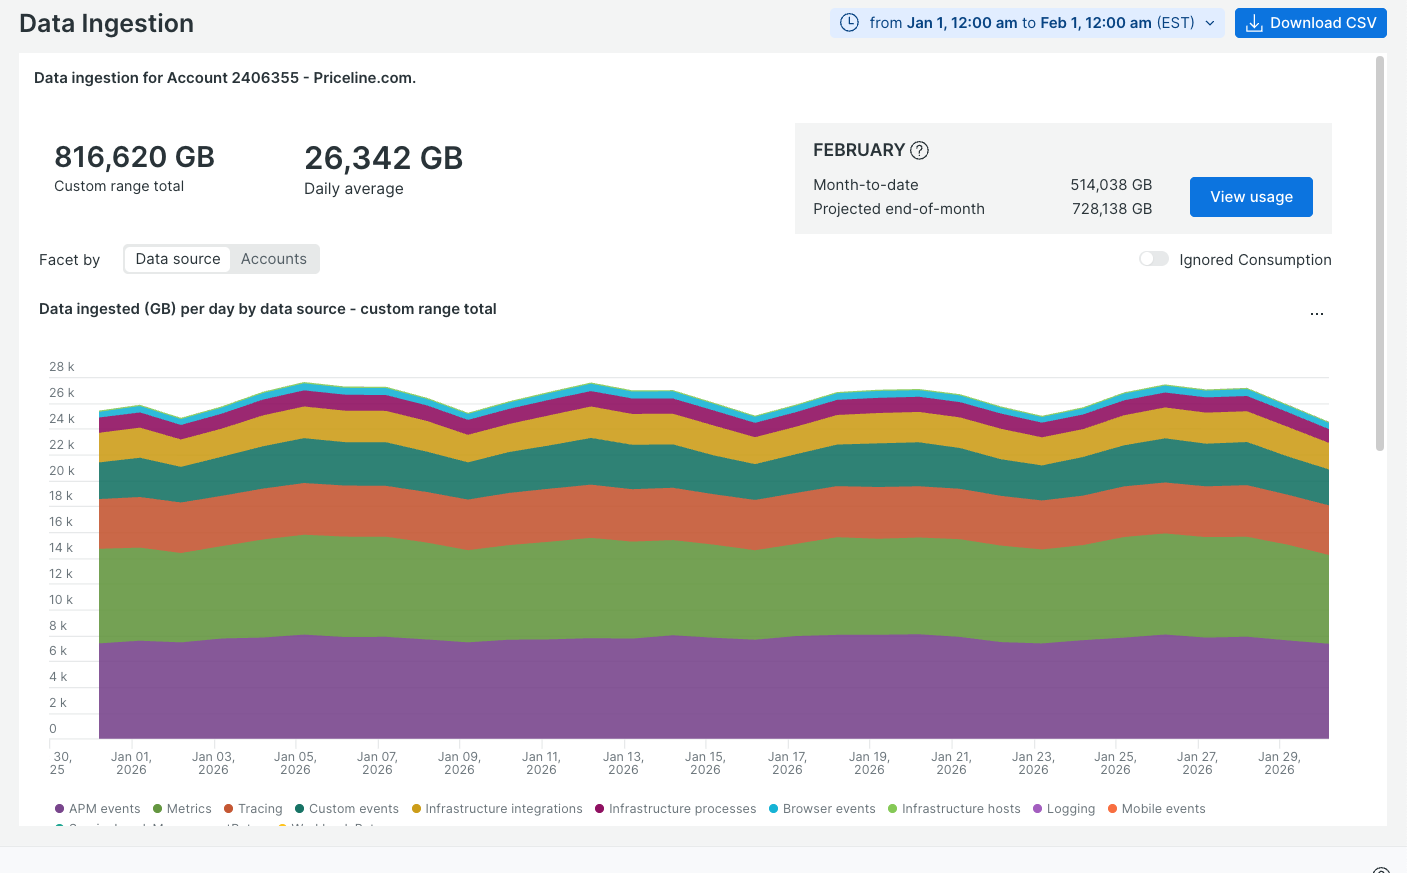 Data Ingestion
from Jan 1, 12:00 am to Feb 1, 12:00 am (EST)
Download CSV
Data ingestion for Account 2406355 - Priceline.com.
816,620 GB
Custom range total
26,342 GB
Daily average
FEBRUARY ?
Month-to-date 514,038 GB
Projected end-of-month 728,138 GB
View usage
Facet by
Data source
Accounts
Ignored Consumption
Data ingested (GB) per day by data source - custom range total
...
28 k
26 k
24 k
22 k
20 k
18 k
16 k
14 k
12 k
10 k
8 k
6 k
4 k
2 k
0
30,
25
Jan 01,
2026
Jan 03,
2026
Jan 05,
2026
Jan 07,
2026
Jan 09,
2026
Jan 11,
2026
Jan 13,
2026
Jan 15,
2026
Jan 17,
2026
Jan 19,
2026
Jan 21,
2026
Jan 23,
2026
Jan 25,
2026
Jan 27,
2026
Jan 29,
2026
APM events Metrics Tracing Custom events Infrastructure integrations Infrastructure processes Browser events Infrastructure hosts Logging Mobile events